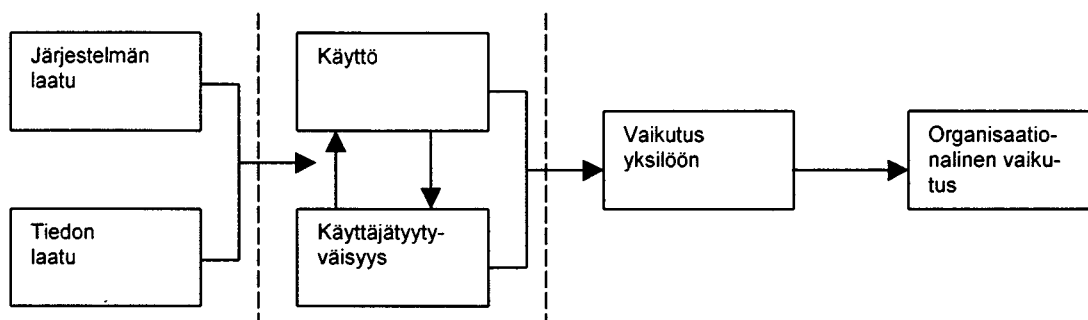 Järjestelmän
laatu
Tiedon
laatu
Käyttö
Käyttäjätyyty-
väisyys
Vaikutus
yksilöön
Organisaatio-
nalinen vaiku-
tus